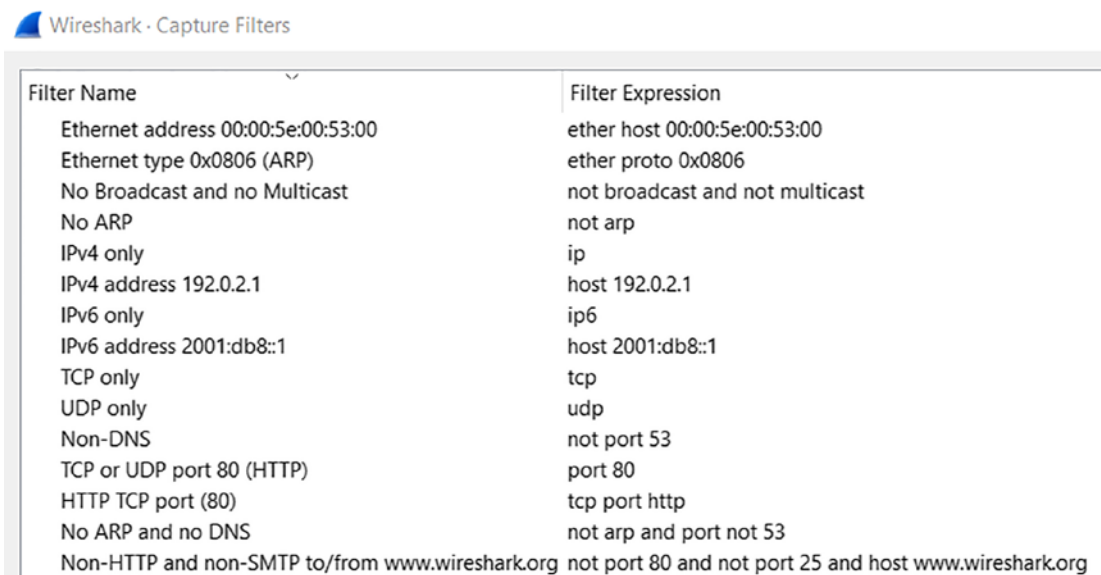 Wireshark · Capture Filters
Filter Name Filter Expression
Ethernet address 00:00:5e:00:53:00 ether host 00:00:5e:00:53:00
Ethernet type 0x0806 (ARP) ether proto 0x0806
No Broadcast and no Multicast not broadcast and not multicast
No ARP not arp
IPv4 only ip
IPv4 address 192.0.2.1 host 192.0.2.1
IPv6 only ip6
IPv6 address 2001:db8::1 host 2001:db8::1
TCP only tcp
UDP only udp
Non-DNS not port 53
TCP or UDP port 80 (HTTP) port 80
HTTP TCP port (80) tcp port http
No ARP and no DNS not arp and port not 53
Non-HTTP and non-SMTP to/from www.wireshark.org not port 80 and not port 25 and host www.wireshark.org